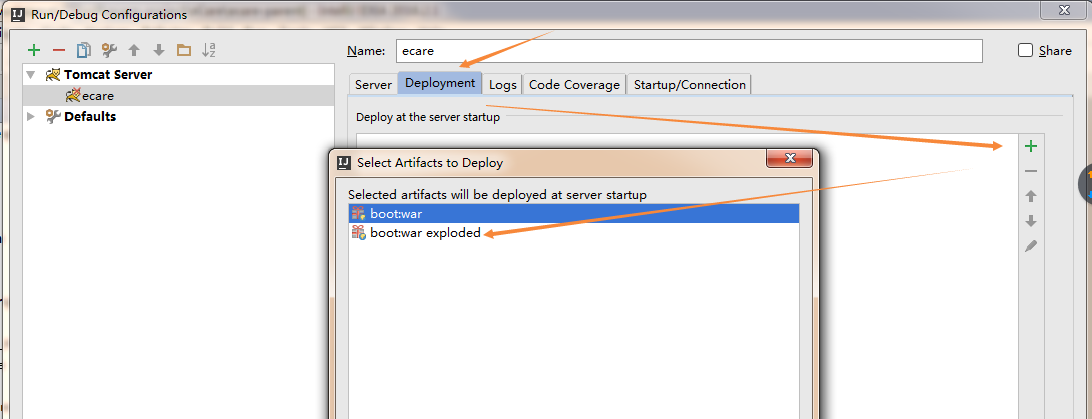 Run/Debug Configurations
Name: ecare
Share
Tomcat Server
ecare
Defaults
Server Deployment Logs Code Coverage Startup/Connection
Deploy at the server startup
Select Artifacts to Deploy
Selected artifacts will be deployed at server startup
boot:war
boot:war exploded